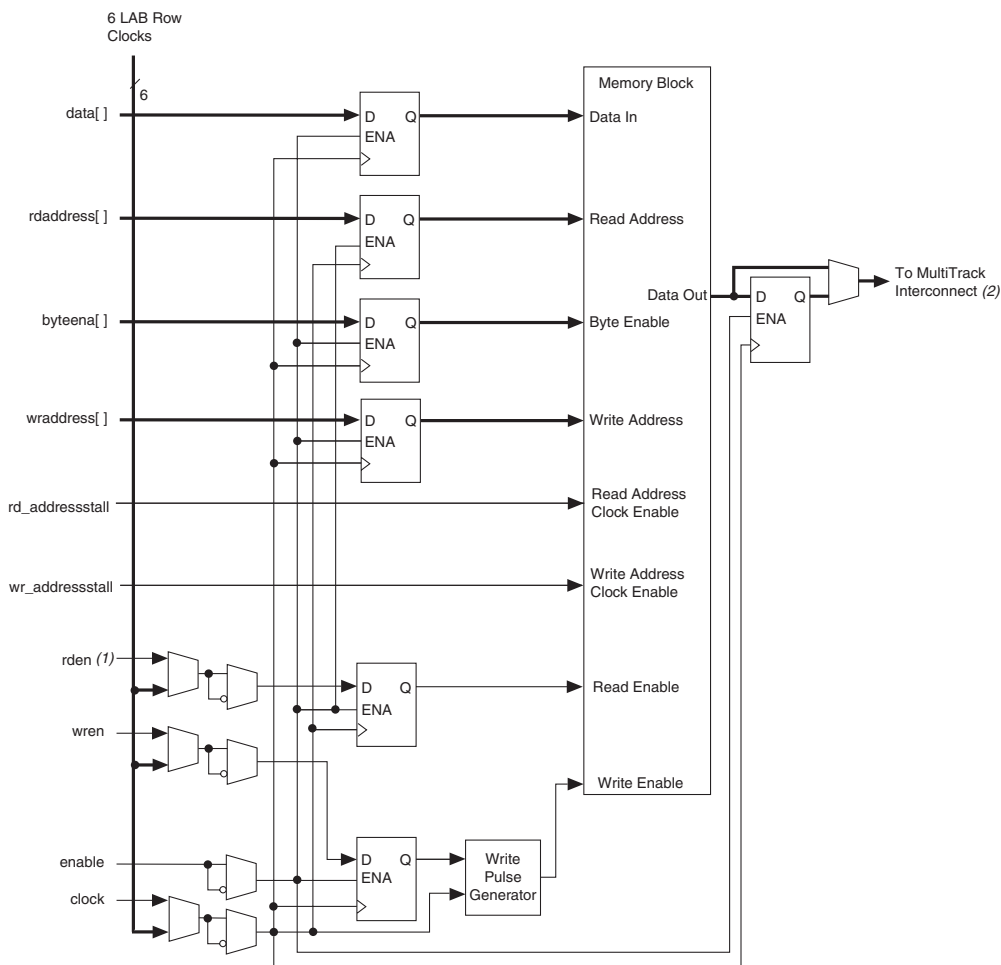 6 LAB Row
Clocks
6
Memory Block
data[ ]
D Q
ENA
Data In
rdaddress[ ]
D Q
ENA
Read Address
Data Out
D Q
ENA
To MultiTrack
Interconnect (2)
byteena[ ]
D Q
ENA
Byte Enable
wraddress[ ]
D Q
ENA
Write Address
rd_addressstall
Read Address
Clock Enable
wr_addressstall
Write Address
Clock Enable
rden (1)
D Q
ENA
Read Enable
wren
Write Enable
enable
D Q
ENA
Write
Pulse
Generator
clock